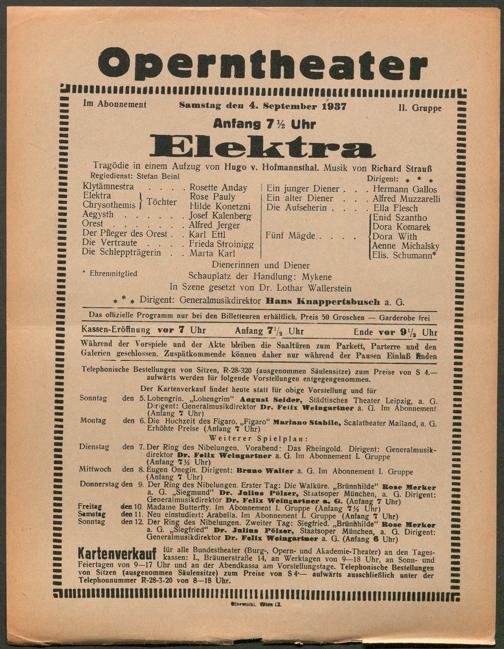 Operntheater
Im Abonnement Samstag den 4. September 1937 II. Gruppe
Anfang 7½ Uhr
Elektra
Tragödie in einem Aufzug von Hugo v. Hofmannsthal. Musik von Richard Strauß
Regiedienst: Stefan Beinl Dirigent: * * *
Klytämnestra . . . . . Rosette Anday
Elektra } Töchter Rose Pauly
Chrysothemis } Hilde Konetzni
Aegysth . . . . . . Josef Kalenberg
Orest . . . . . . . Alfred Jerger
Der Pfleger des Orest . . Karl Ettl
Die Vertraute . . . . Frieda Stroinigg
Die Schleppträgerin . . Marta Karl
Ein junger Diener . . . Hermann Gallos
Ein alter Diener . . . Alfred Muzzarelli
Die Aufseherin . . . . Ella Flesch
Fünf Mägde . . . . Enid Szantho
Dora Komarek
Dora With
Aenne Michalsky
Elis. Schumann*
Dienerinnen und Diener
* Ehrenmitglied Schauplatz der Handlung: Mykene
In Szene gesetzt von Dr. Lothar Wallerstein
* * * Dirigent: Generalmusikdirektor Hans Knappertsbusch a. G.
Das offizielle Programm nur bei den Billetteuren erhältlich. Preis 50 Groschen — Garderobe frei
Kassen-Eröffnung vor 7 Uhr Anfang 7½ Uhr Ende vor 9½ Uhr
Während der Vorspiele und der Akte bleiben die Saaltüren zum Parkett, Parterre und den
Galerien geschlossen. Zuspätkommende können daher nur während der Pausen Einlaß finden
Telephonische Bestellungen von Sitzen, R-28-320 (ausgenommen Säulensitze) zum Preise von S 4.—
aufwärts werden für folgende Vorstellungen entgegengenommen.
Der Kartenverkauf findet heute statt für obige Vorstellung und für
Sonntag den 5. Lohengrin. „Lohengrin" August Seider, Städtisches Theater Leipzig, a. G.
Dirigent: Generalmusikdirektor Dr. Felix Weingartner a. G. Im Abonnement
(Anfang 7 Uhr)
Montag den 6. Die Hochzeit des Figaro. „Figaro" Mariano Stabile, Scalatheater Mailand, a. G.
Erhöhte Preise (Anfang 7 Uhr)
Weiterer Spielplan:
Dienstag den 7. Der Ring des Nibelungen. Vorabend: Das Rheingold. Dirigent: Generalmusik-
direktor Dr. Felix Weingartner a. G. Im Abonnement I. Gruppe
(Anfang 7½ Uhr)
Mittwoch den 8. Eugen Onegin. Dirigent: Bruno Walter a. G. Im Abonnement I. Gruppe
(Anfang 7 Uhr)
Donnerstag den 9. Der Ring des Nibelungen. Erster Tag: Die Walküre. „Brünnhilde" Rose Merker
a. G. „Siegmund" Dr. Julius Pölzer, Staatsoper München, a. G. Dirigent:
Generalmusikdirektor Dr. Felix Weingartner a. G. (Anfang 7 Uhr)
Freitag den 10. Madame Butterfly. Im Abonnement I. Gruppe (Anfang 7½ Uhr)
Samstag den 11. Neu einstudiert: Arabella. Im Abonnement I. Gruppe (Anfang 7 Uhr)
Sonntag den 12. Der Ring des Nibelungen. Zweiter Tag: Siegfried. „Brünnhilde" Rose Merker
a. G. „Siegfried" Dr. Julius Pölzer, Staatsoper München, a. G. Dirigent:
Generalmusikdirektor Dr. Felix Weingartner a. G. (Anfang 6 Uhr)
Kartenverkauf für alle Bundestheater (Burg-, Opern- und Akademie-Theater) an den Tages-
kassen: I., Bräunerstraße 14, an Werktagen von 9—18 Uhr, an Sonn- und
Feiertagen von 9—17 Uhr und an der Abendkassa am Vorstellungstage. Telephonische Bestellungen
von Sitzen (ausgenommen Säulensitze) zum Preise von S 4·— aufwärts ausschließlich unter der
Telephonnummer R-28-3-20 von 8—18 Uhr.